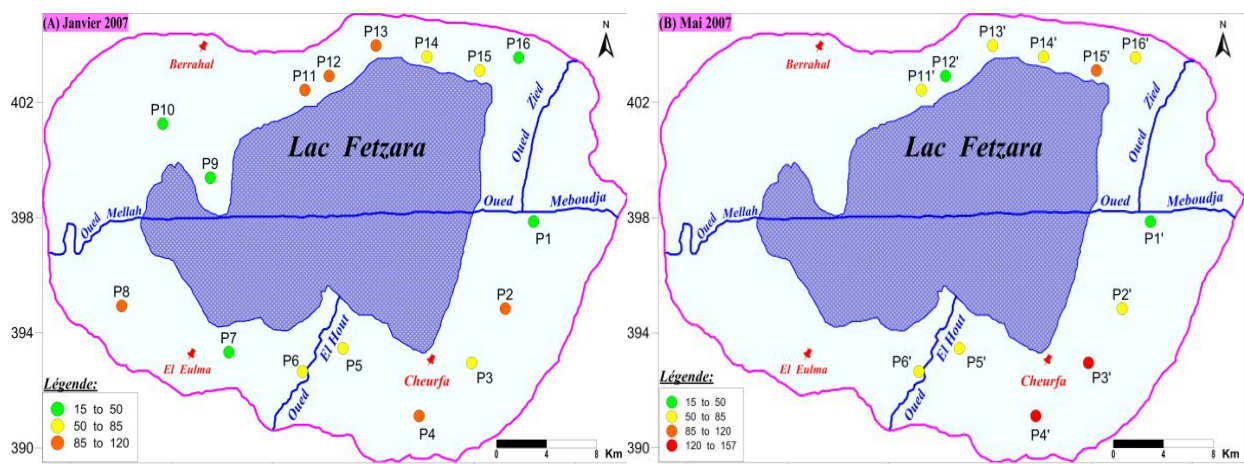 (A) Janvier 2007
N
P13
P14
P16
P15
Berrahal
P12
P11
402
P10
Oued Zied
Lac Fetzara
P9
Oued Mellah
Oued Meboudja
398
P1
P8
P2
394
P7
El Hout
P5
P6
El Eulma
Cheurfa
P3
Légende:
15 to 50
50 to 85
85 to 120
Oued
P4
390
0 4 8
Km
(B) Mai 2007
N
P13'
P14'
P16'
P15'
Berrahal
P12'
P11'
402
Oued Zied
Lac Fetzara
Oued Mellah
Oued Meboudja
398
P1'
P2'
394
El Hout
P5'
P6'
El Eulma
Cheurfa
P3'
Légende:
15 to 50
50 to 85
85 to 120
120 to 157
Oued
P4'
390
0 4 8
Km